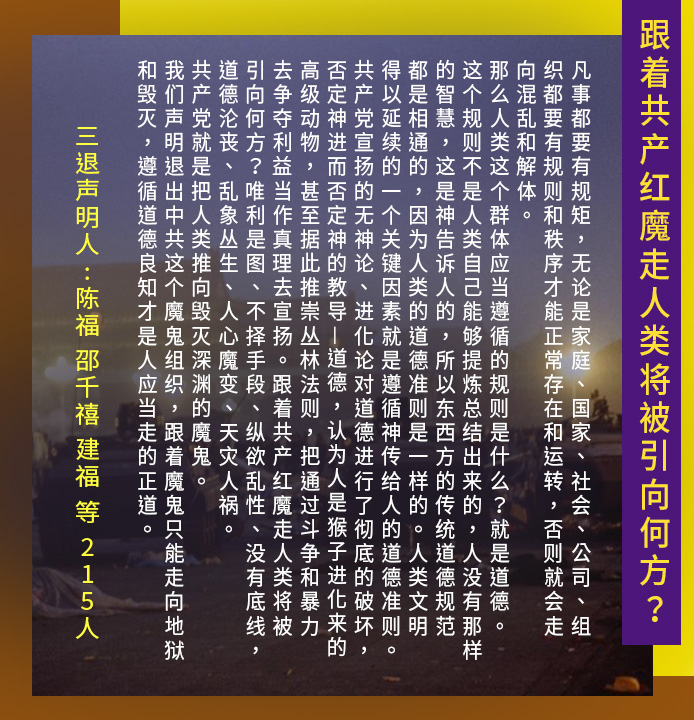 跟着共产红魔走人类将被引向何方？
凡事都要有规矩，无论是家庭、国家、社会、公司、组
织都要有规则和秩序才能正常存在和运转，否则就会走
向混乱和解体。
那么人类这个群体应当遵循的规则是什么？就是道德。
这个规则不是人类自己能够提炼总结出来的，人没有那样
的智慧，这是神告诉人的，所以东西方的传统道德规范
都是相通的，因为人类的道德准则是一样的。人类文明
得以延续的一个关键因素就是遵循神传给人的道德准则。
共产党宣扬的无神论、进化论对道德进行了彻底的破坏，
否定神进而否定神的教导—道德，认为人是猴子进化来的
高级动物，甚至据此推崇丛林法则，把通过斗争和暴力
去争夺利益当作真理去宣扬。跟着共产红魔走人类将被
引向何方？唯利是图、不择手段、纵欲乱性、没有底线，
道德沦丧、乱象丛生、人心魔变、天灾人祸。
共产党就是把人类推向毁灭深渊的魔鬼。
我们声明退出中共这个魔鬼组织，跟着魔鬼只能走向地狱
和毁灭，遵循道德良知才是人应当走的正道。
三退声明人：陈福 邵千禧 建福 等 215人